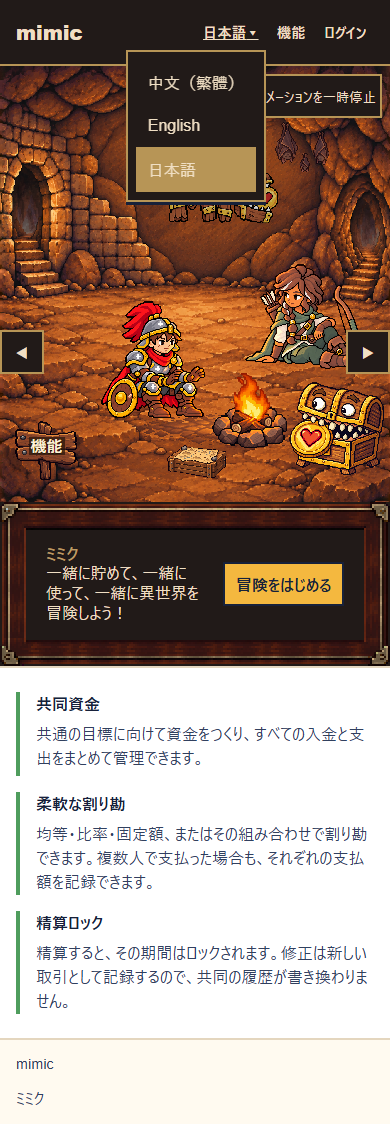 mimic
日本語▼ 機能 ログイン
中文（繁體）
English
日本語
メーションを一時停止
◀
▶
機能
ミミク
一緒に貯めて、一緒に
使って、一緒に異世界を
冒険しよう！
冒険をはじめる
共同資金
共通の目標に向けて資金をつくり、すべての入金と支
出をまとめて管理できます。
柔軟な割り勘
均等・比率・固定額、またはその組み合わせで割り勘
できます。複数人で支払った場合も、それぞれの支払
額を記録できます。
精算ロック
精算すると、その期間はロックされます。修正は新しい
取引として記録するので、共同の履歴が書き換わりま
せん。
mimic
ミミク